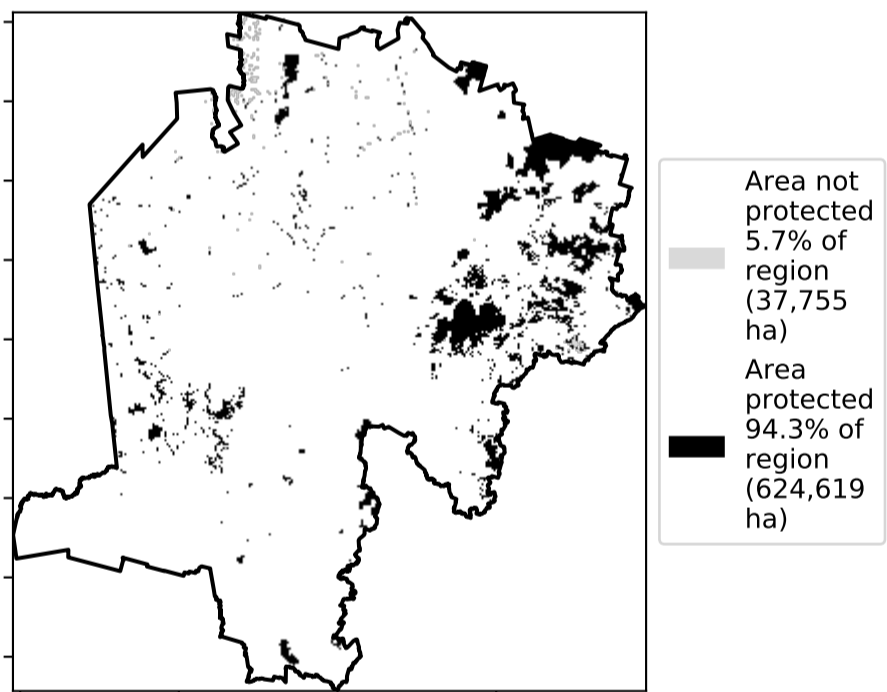 Area not
protected
5.7% of
region
(37,755
ha)
Area
protected
94.3% of
region
(624,619
ha)